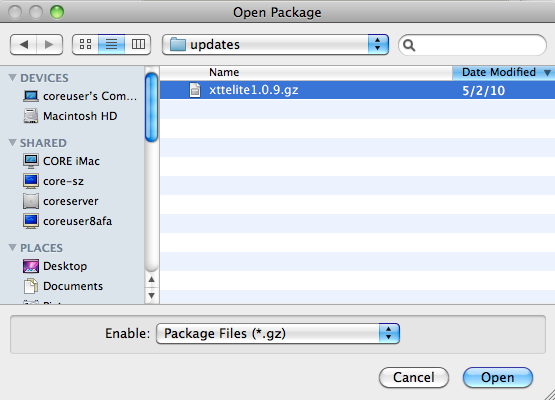 Open Package
updates
Name Date Modified
DEVICES
coreuser's Com...
Macintosh HD
SHARED
CORE iMac
core-sz
coreserver
coreuser8afa
PLACES
Desktop
Documents
xttelite1.0.9.gz 5/2/10
Enable: Package Files (*.gz)
Cancel Open